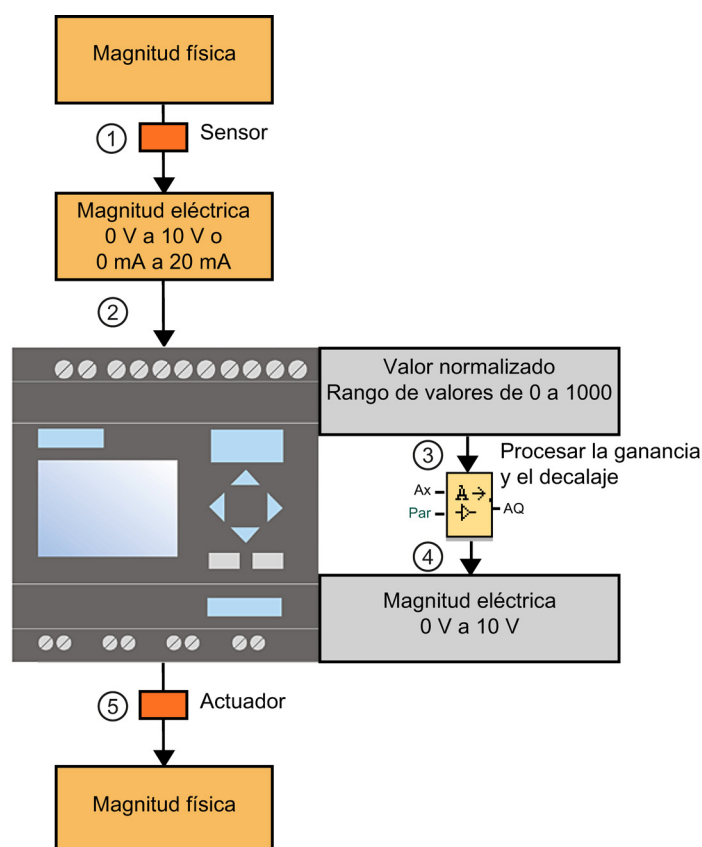 Magnitud física
1
Sensor
Magnitud eléctrica
0 V a 10 V o
0 mA a 20 mA
2
Valor normalizado
Rango de valores de 0 a 1000
3
Procesar la ganancia
y el decalaje
Ax
A
Par
AQ
4
Magnitud eléctrica
0 V a 10 V
5
Actuador
Magnitud física